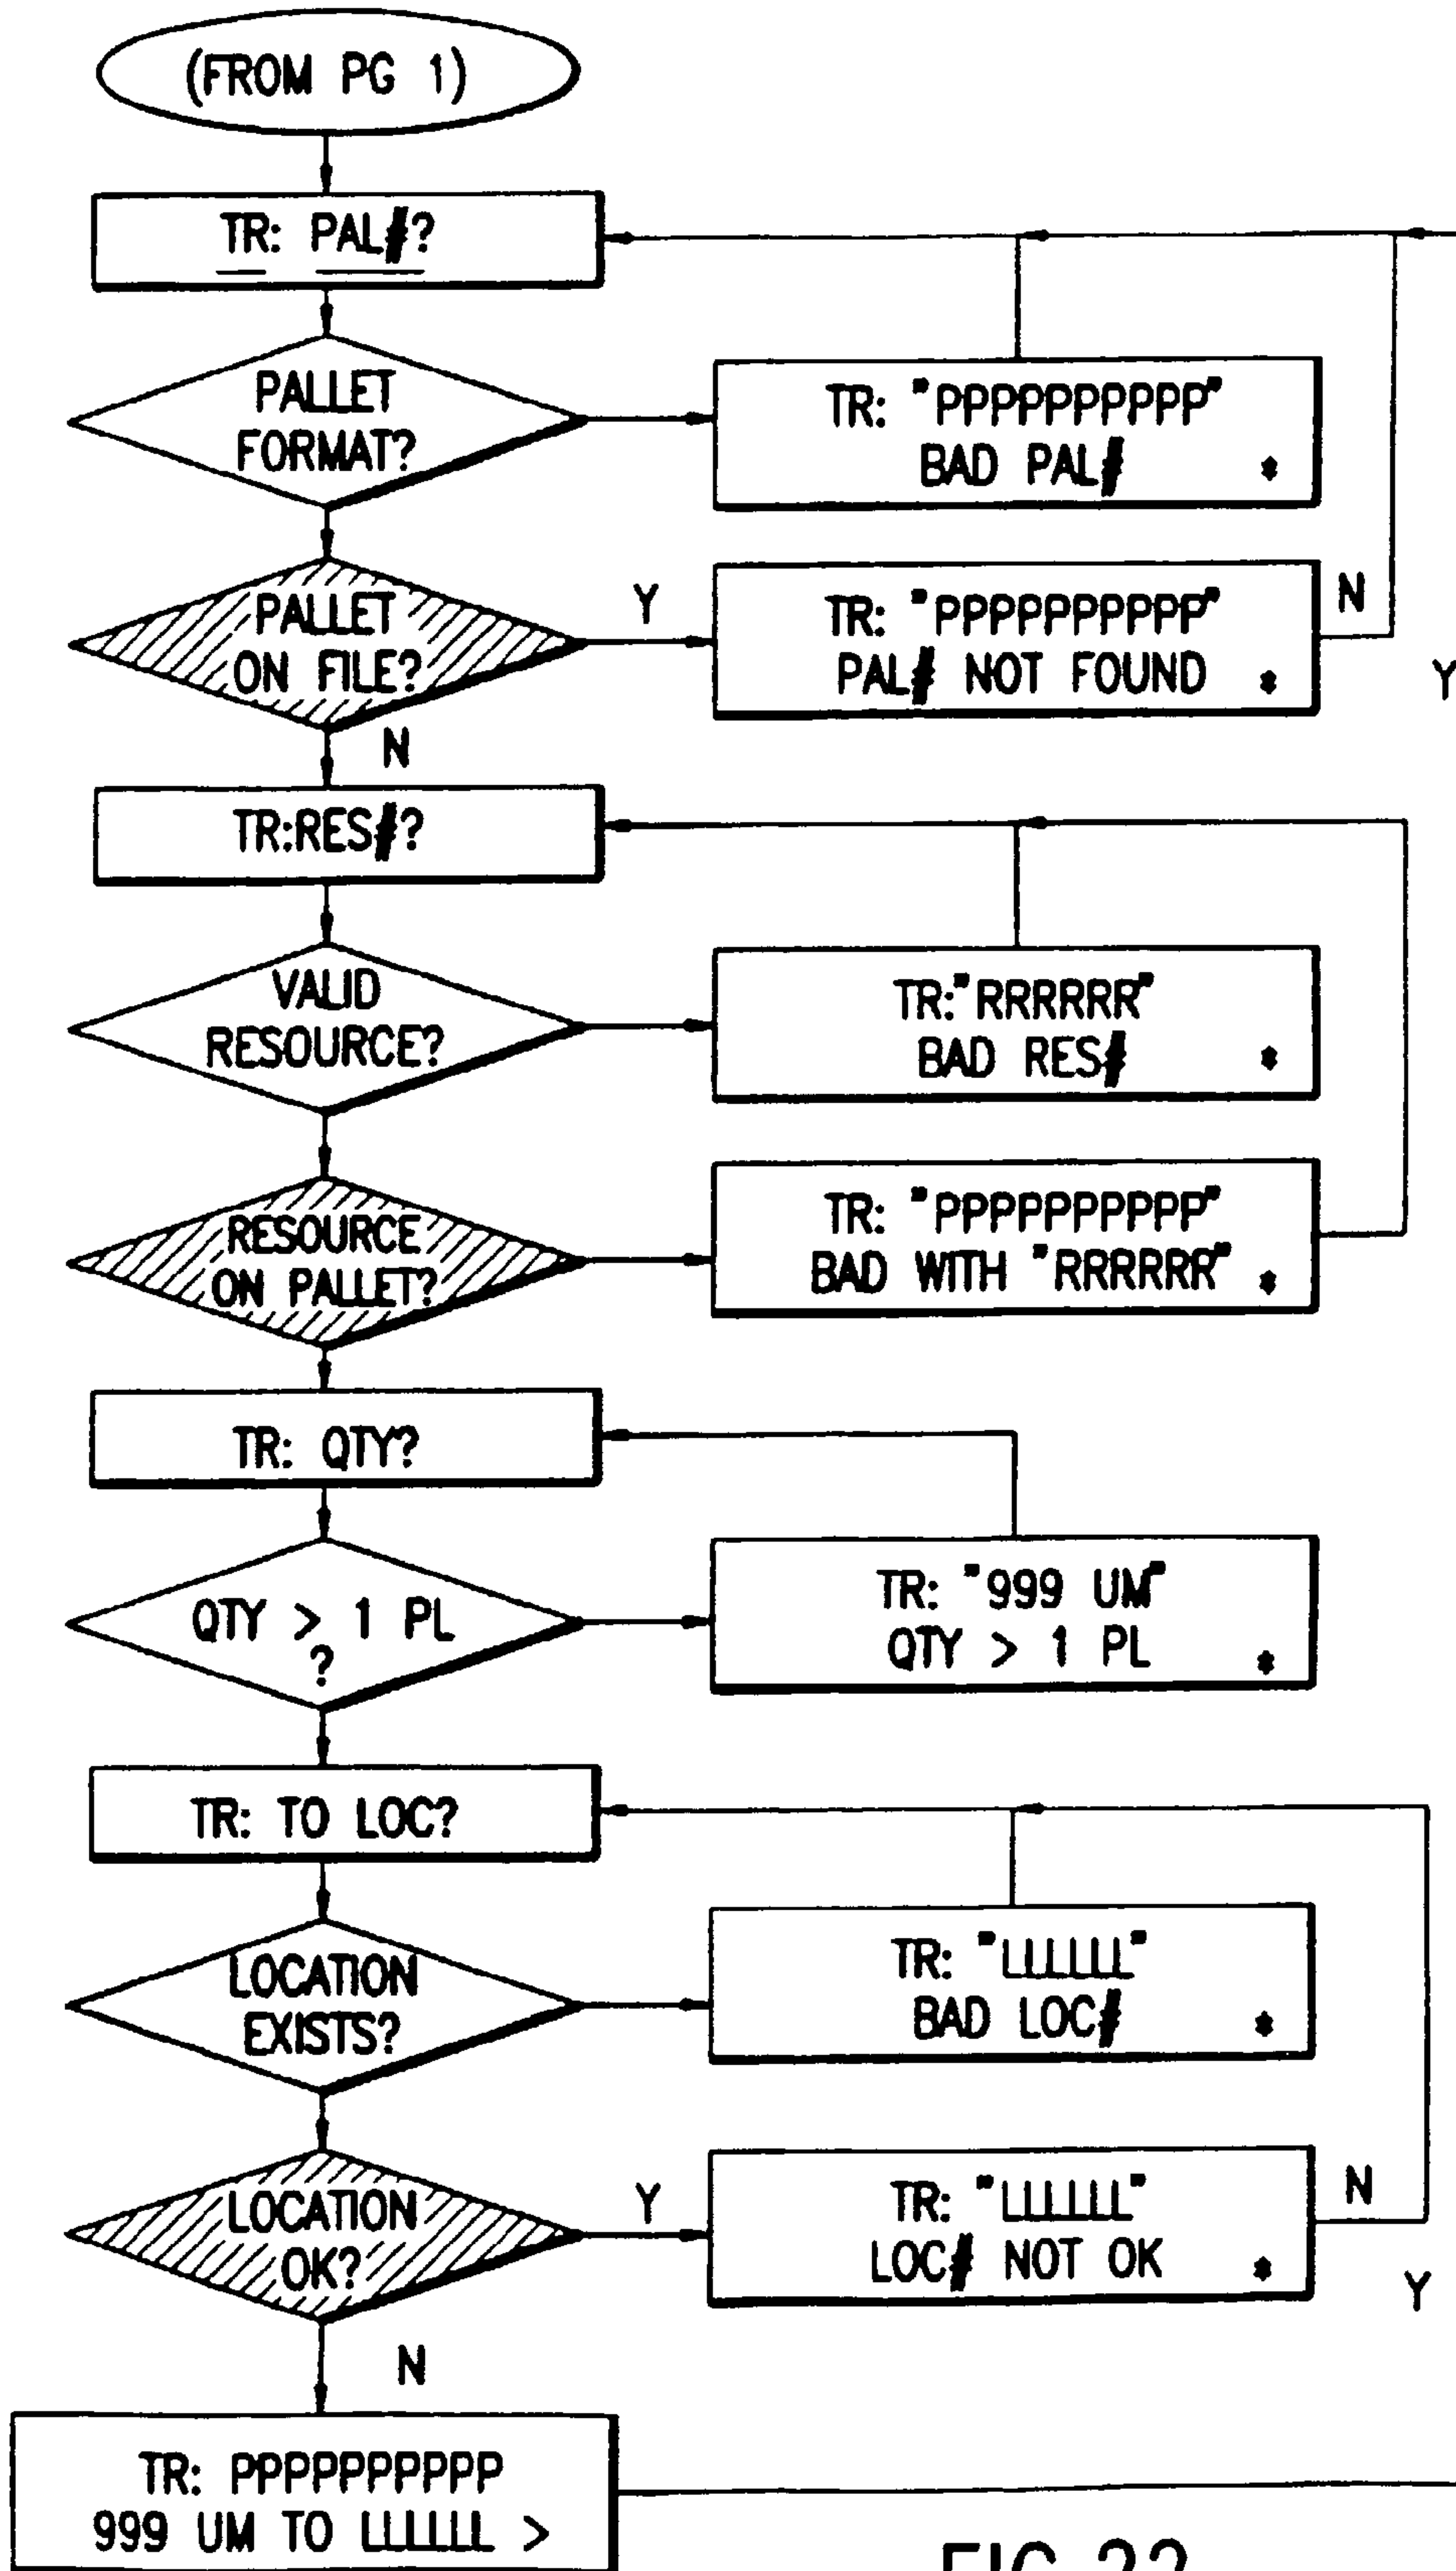 (FROM PG 1)
TR: PAL#?
PALLET
FORMAT?
TR: "PPPPPPPPPP"
BAD PAL# *
PALLET
ON FILE?
Y
TR: "PPPPPPPPPP"
PAL# NOT FOUND *
N
Y
N
TR:RES#?
VALID
RESOURCE?
TR:"RRRRRR"
BAD RES# *
RESOURCE
ON PALLET?
TR: "PPPPPPPPPP"
BAD WITH "RRRRRR" *
TR: QTY?
QTY > 1 PL
?
TR: "999 UM"
QTY > 1 PL *
TR: TO LOC?
LOCATION
EXISTS?
TR: "LLLLLL"
BAD LOC# *
LOCATION
OK?
Y
TR: "LLLLLL"
LOC# NOT OK *
N
Y
N
TR: PPPPPPPPPP
999 UM TO LLLLLL >
FIG. 22